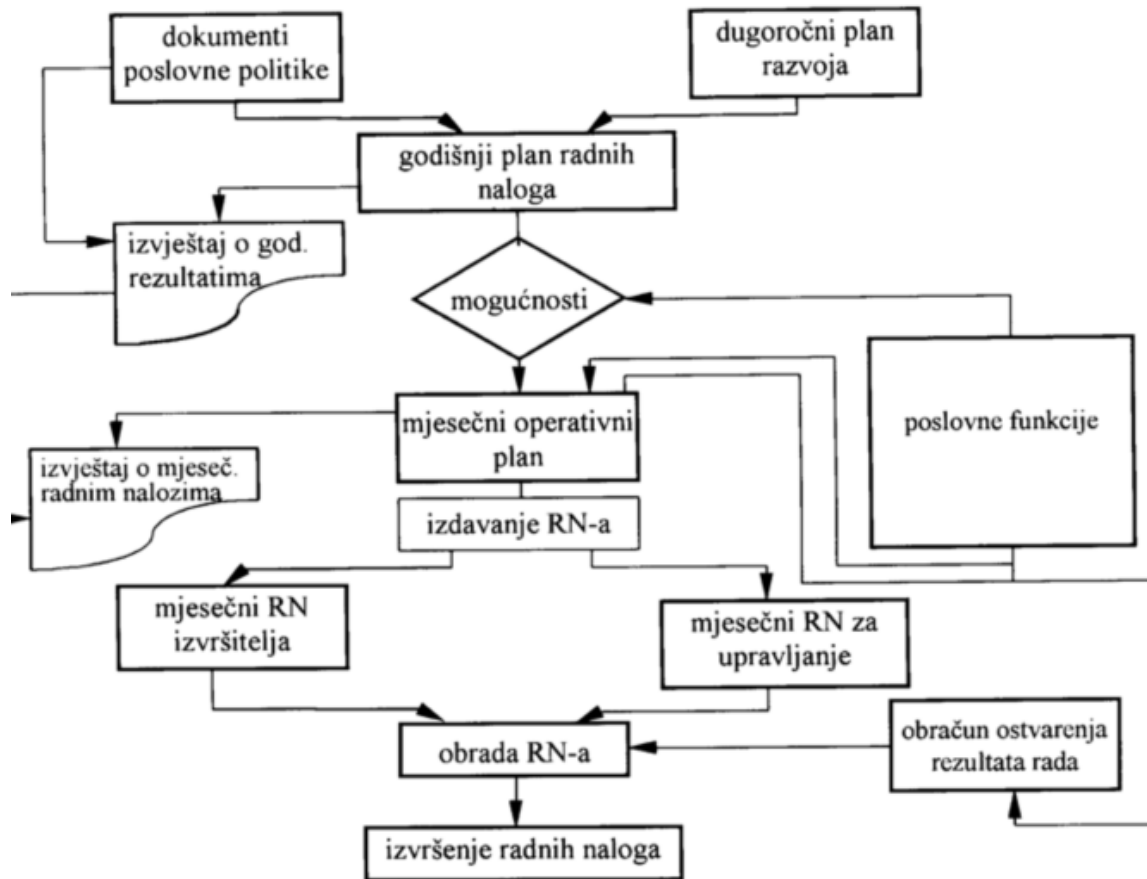 dokumenti
poslovne politike
dugoročni plan
razvoja
godišnji plan radnih
naloga
izvještaj o god.
rezultatima
mogućnosti
poslovne funkcije
mjesečni operativni
plan
izvještaj o mjeseč.
radnim nalozima
izdavanje RN-a
mjesečni RN
izvršitelja
mjesečni RN za
upravljanje
obrada RN-a
obračun ostvarenja
rezultata rada
izvršenje radnih naloga